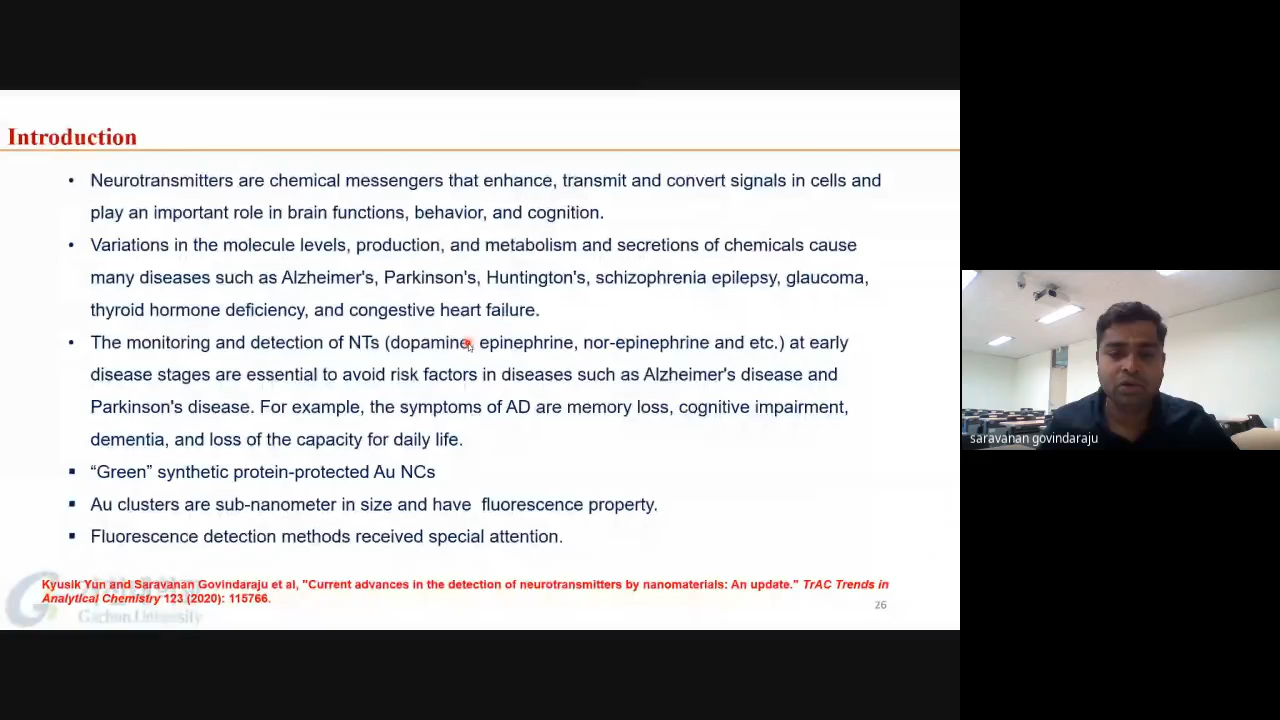 Introduction
• Neurotransmitters are chemical messengers that enhance, transmit and convert signals in cells and
play an important role in brain functions, behavior, and cognition.
• Variations in the molecule levels, production, and metabolism and secretions of chemicals cause
many diseases such as Alzheimer's, Parkinson's, Huntington's, schizophrenia epilepsy, glaucoma,
thyroid hormone deficiency, and congestive heart failure.
• The monitoring and detection of NTs (dopamine, epinephrine, nor-epinephrine and etc.) at early
disease stages are essential to avoid risk factors in diseases such as Alzheimer's disease and
Parkinson's disease. For example, the symptoms of AD are memory loss, cognitive impairment,
dementia, and loss of the capacity for daily life.
▪ “Green” synthetic protein-protected Au NCs
▪ Au clusters are sub-nanometer in size and have fluorescence property.
▪ Fluorescence detection methods received special attention.
Kyusik Yun and Saravanan Govindaraju et al, "Current advances in the detection of neurotransmitters by nanomaterials: An update." TrAC Trends in
Analytical Chemistry 123 (2020): 115766.
Gachon University
26
saravanan govindaraju